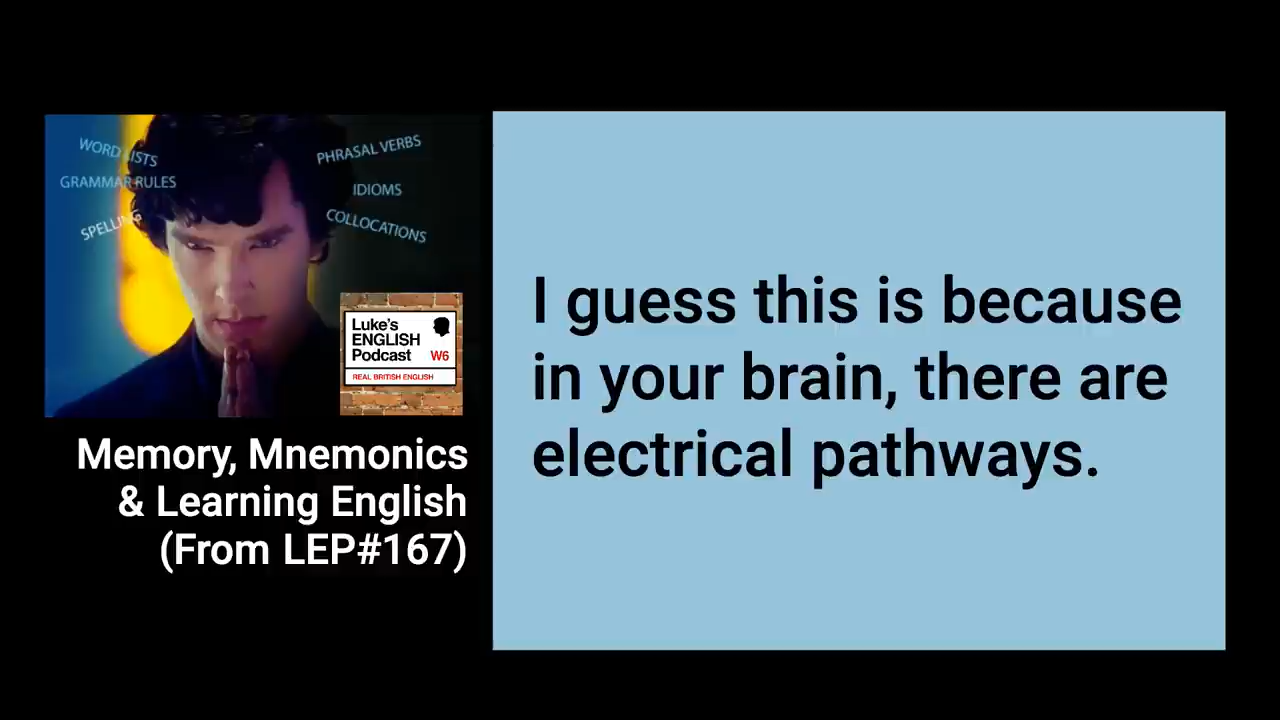 WORD LISTS
GRAMMAR RULES
SPELLING
PHRASAL VERBS
IDIOMS
COLLOCATIONS
Luke's
ENGLISH
Podcast W6
REAL BRITISH ENGLISH
Memory, Mnemonics
& Learning English
(From LEP#167)
I guess this is because
in your brain, there are
electrical pathways.